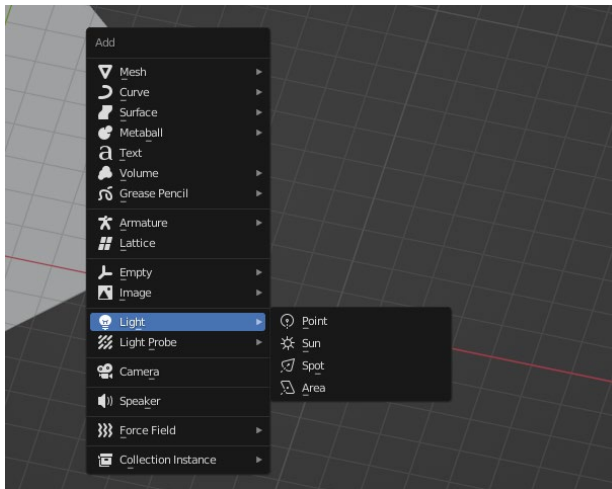 Add
Mesh
Curve
Surface
Metaball
Text
Volume
Grease Pencil
Armature
Lattice
Empty
Image
Light
Light Probe
Camera
Speaker
Force Field
Collection Instance
Point
Sun
Spot
Area